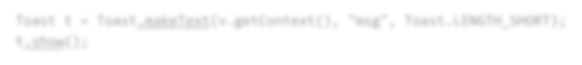 Toast t = Toast.makeText(v.getContext(), "msg", Toast.LENGTH_SHORT);
t.show();